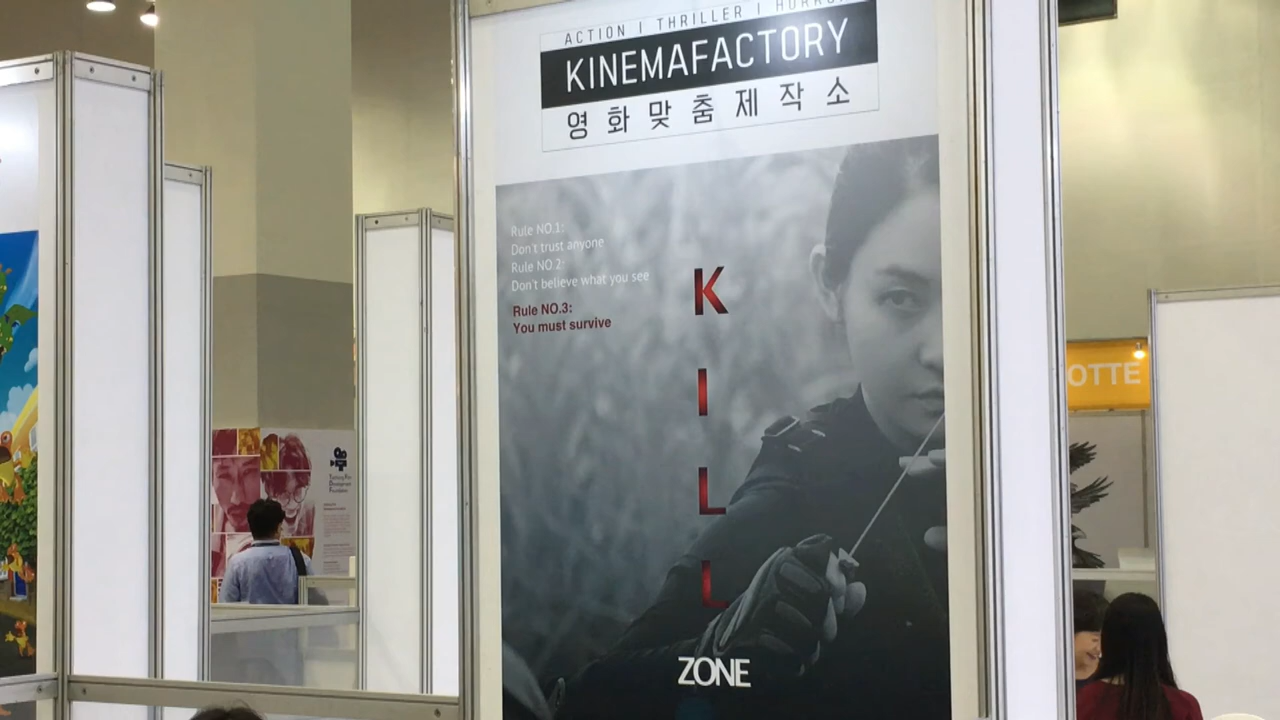 ACTION | THRILLER | HORROR
KINEMAFACTORY
영화맞춤제작소
Rule NO.1:
Don't trust anyone
Rule NO 2:
Don't believe what you see
Rule NO.3:
You must survive
K
I
L
L
ZONE
OTTE